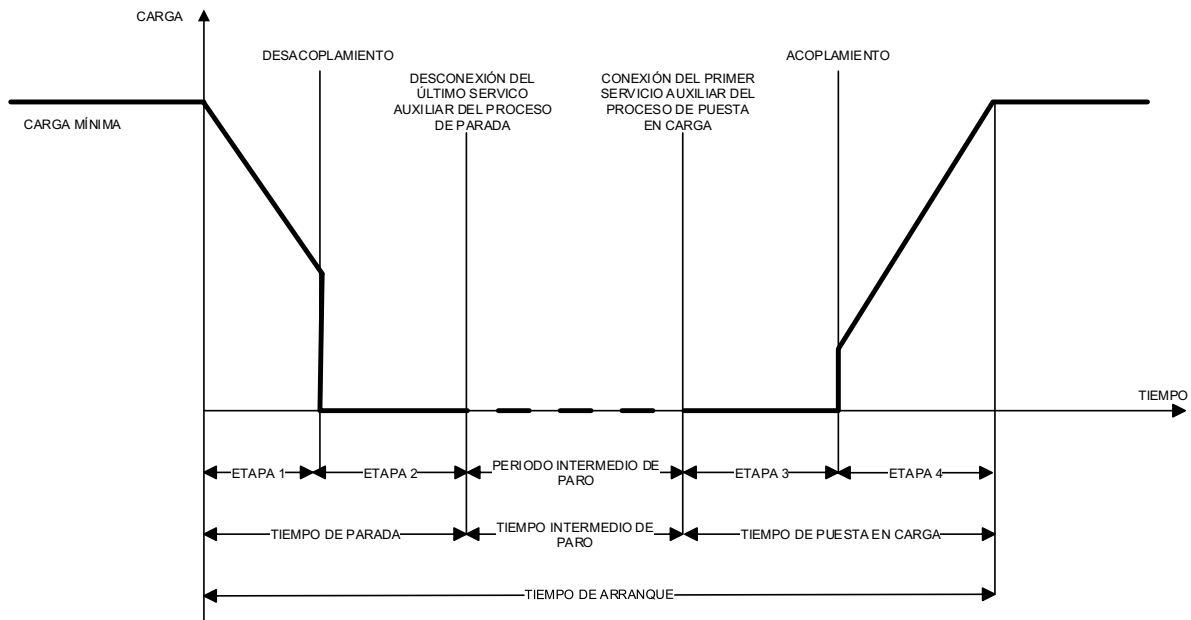 CARGA
DESACOPLAMIENTO
ACOPLAMIENTO
DESCONEXIÓN DEL
ÚLTIMO SERVICO
AUXILIAR DEL PROCESO
DE PARADA
CONEXIÓN DEL PRIMER
SERVICIO AUXILIAR DEL
PROCESO DE PUESTA
EN CARGA
CARGA MÍNIMA
TIEMPO
ETAPA 1
ETAPA 2
PERIODO INTERMEDIO DE
PARO
ETAPA 3
ETAPA 4
TIEMPO DE PARADA
TIEMPO INTERMEDIO DE
PARO
TIEMPO DE PUESTA EN CARGA
TIEMPO DE ARRANQUE